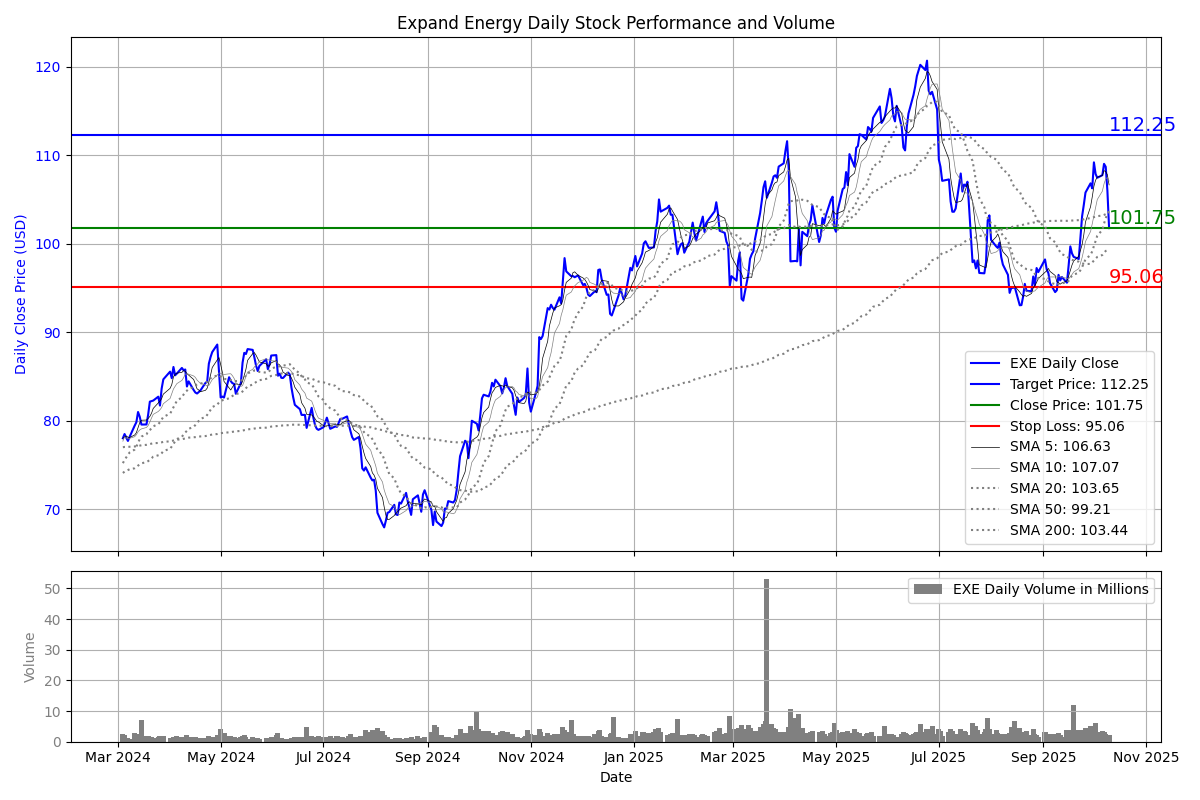 Expand Energy Daily Stock Performance and Volume
Daily Close Price (USD)
120
110
100
90
80
70
112.25
101.75
95.06
EXE Daily Close
Target Price: 112.25
Close Price: 101.75
Stop Loss: 95.06
SMA 5: 106.63
SMA 10: 107.07
SMA 20: 103.65
SMA 50: 99.21
SMA 200: 103.44
Volume
50
40
30
20
10
0
EXE Daily Volume in Millions
Mar 2024 May 2024 Jul 2024 Sep 2024 Nov 2024 Jan 2025 Mar 2025 May 2025 Jul 2025 Sep 2025 Nov 2025
Date